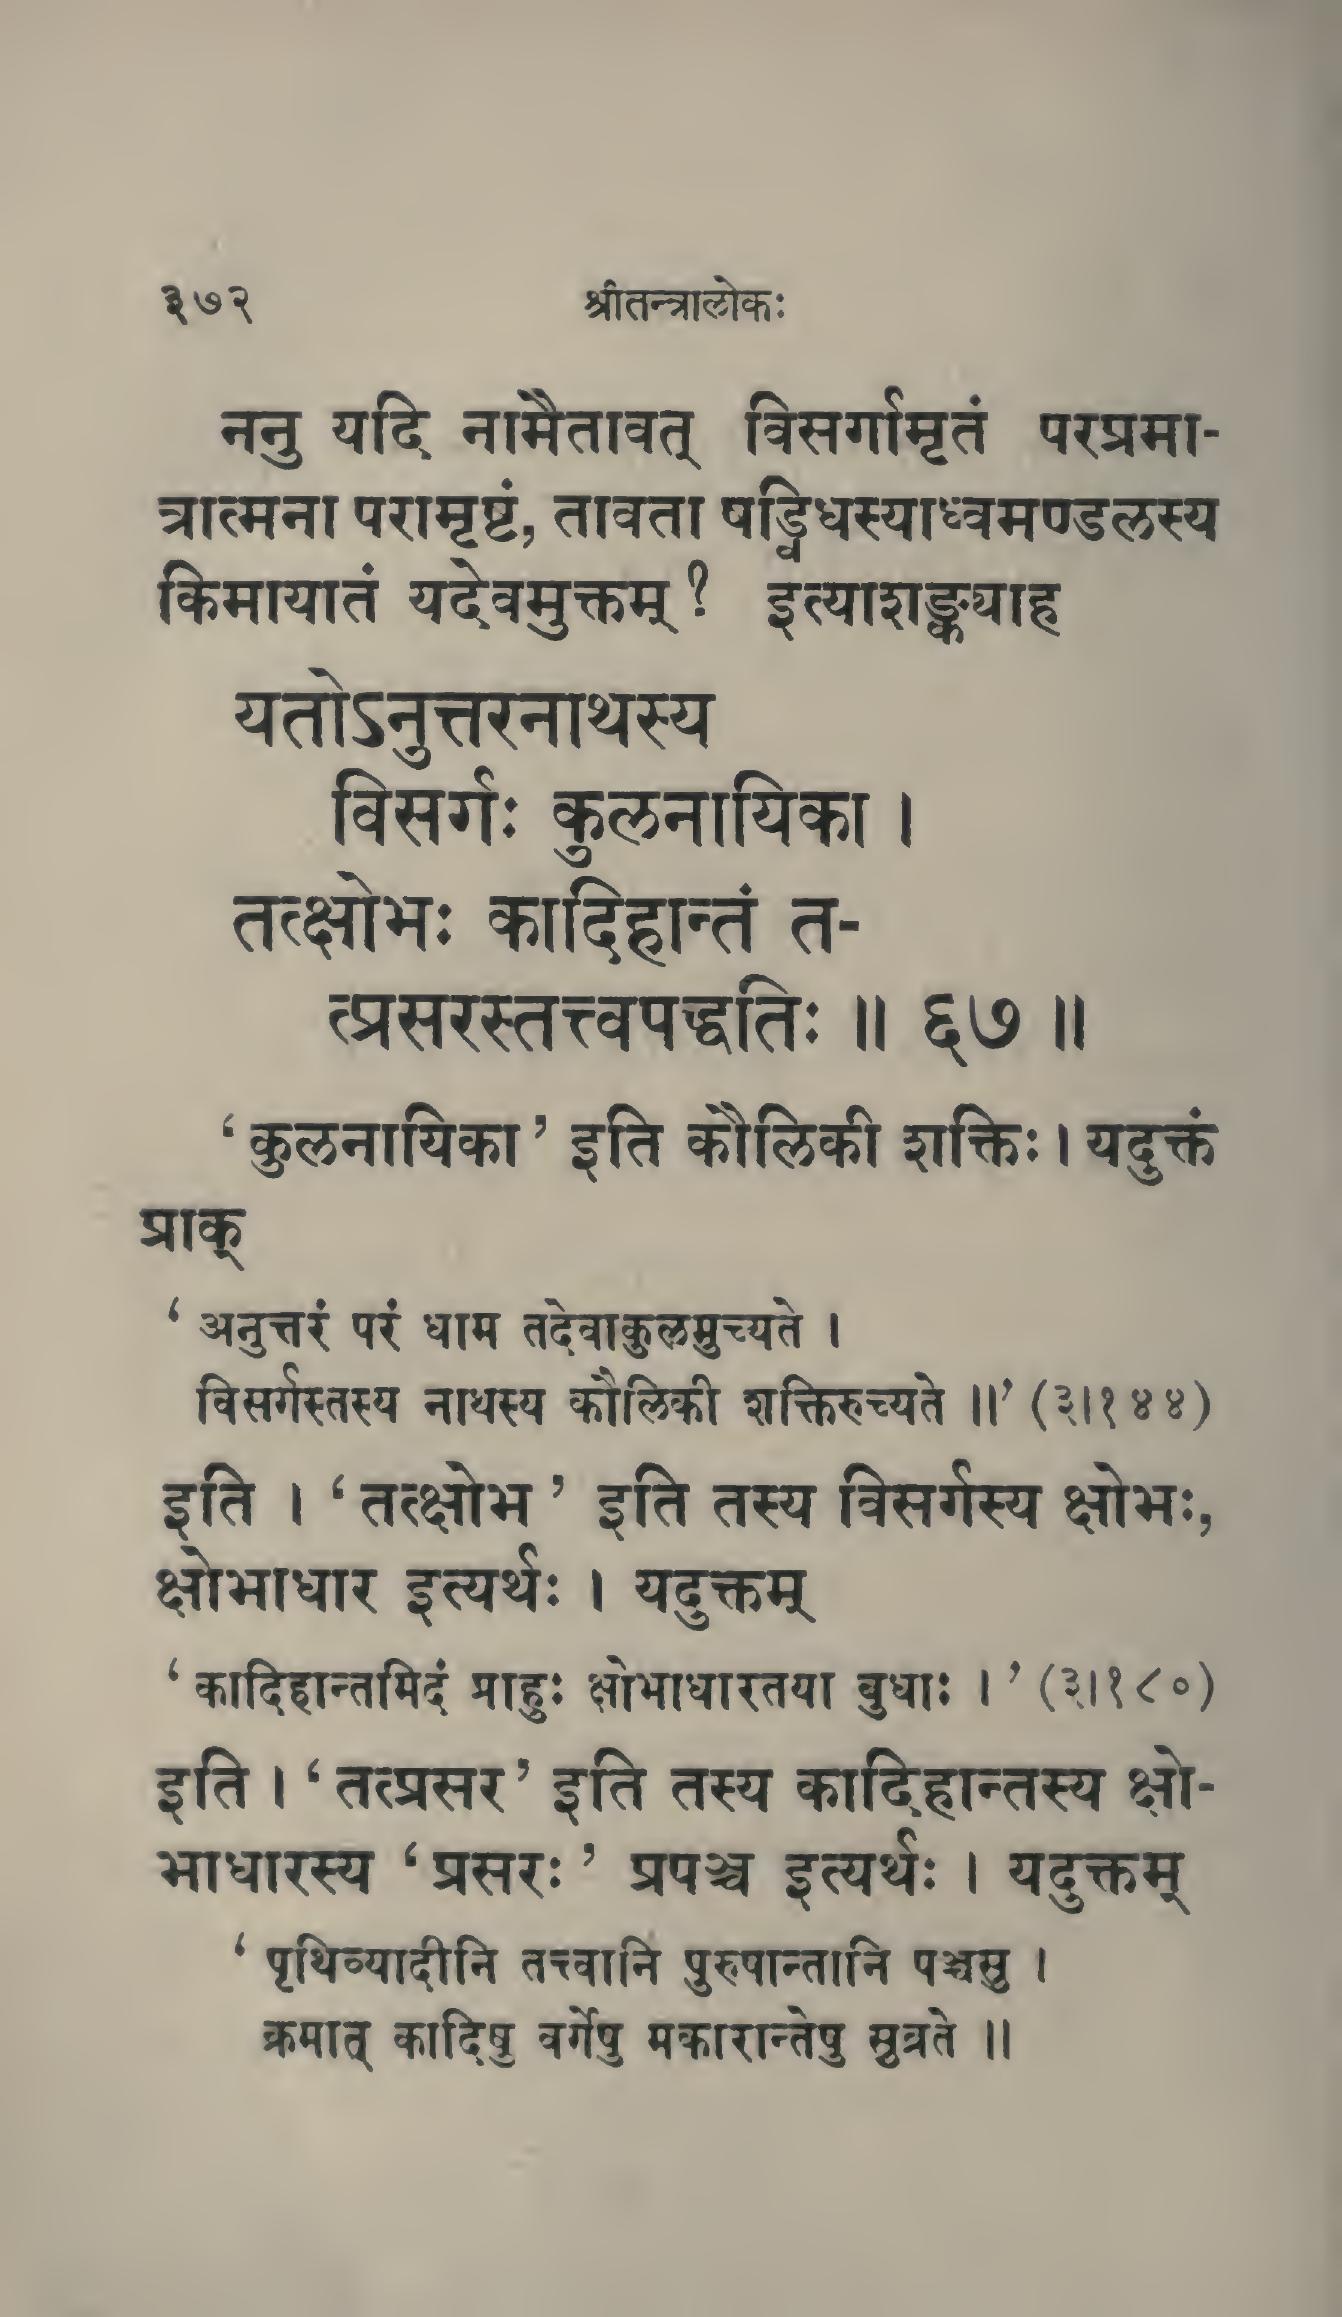 ३७२ श्रीतन्त्रालोकः
ननु यदि नामैतावत् विसर्गामृतं परप्रमा-
त्रात्मना परामृष्टं, तावता षड्विधस्याध्वमण्डलस्य
किमायातं यदेवमुक्तम् ? इत्याशङ्क्याह
यतोऽनुत्तरनाथस्य
विसर्गः कुलनायिका ।
तत्क्षोभः कादिहान्तं त-
त्प्रसरस्तत्त्वपद्धतिः ॥ ६७ ॥
‘ कुलनायिका ’ इति कौलिकी शक्तिः । यदुक्तं
प्राक्
‘ अनुत्तरं परं धाम तदेवाकुलमुच्यते ।
विसर्गस्तस्य नाथस्य कौलिकी शक्तिरुच्यते ॥’ (३।१४४)
इति । ‘ तत्क्षोभ ’ इति तस्य विसर्गस्य क्षोभः,
क्षोभाधार इत्यर्थः । यदुक्तम्
‘ कादिहान्तमिदं प्राहुः क्षोभाधारतया बुधाः । ’ (३।१८०)
इति । ‘ तत्प्रसर ’ इति तस्य कादिहान्तस्य क्षो-
भाधारस्य ‘ प्रसरः ’ प्रपञ्च इत्यर्थः । यदुक्तम्
‘ पृथिव्यादीनि तत्त्वानि पुरुषान्तानि पञ्चसु ।
क्रमात् कादिषु वर्गेषु मकारान्तेषु सुव्रते ॥